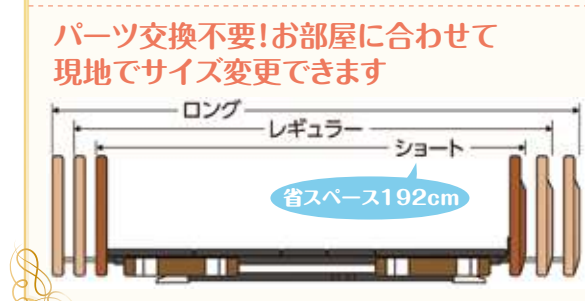 パーツ交換不要!お部屋に合わせて
現地でサイズ変更できます
ロング
レギュラー
ショート
省スペース192cm